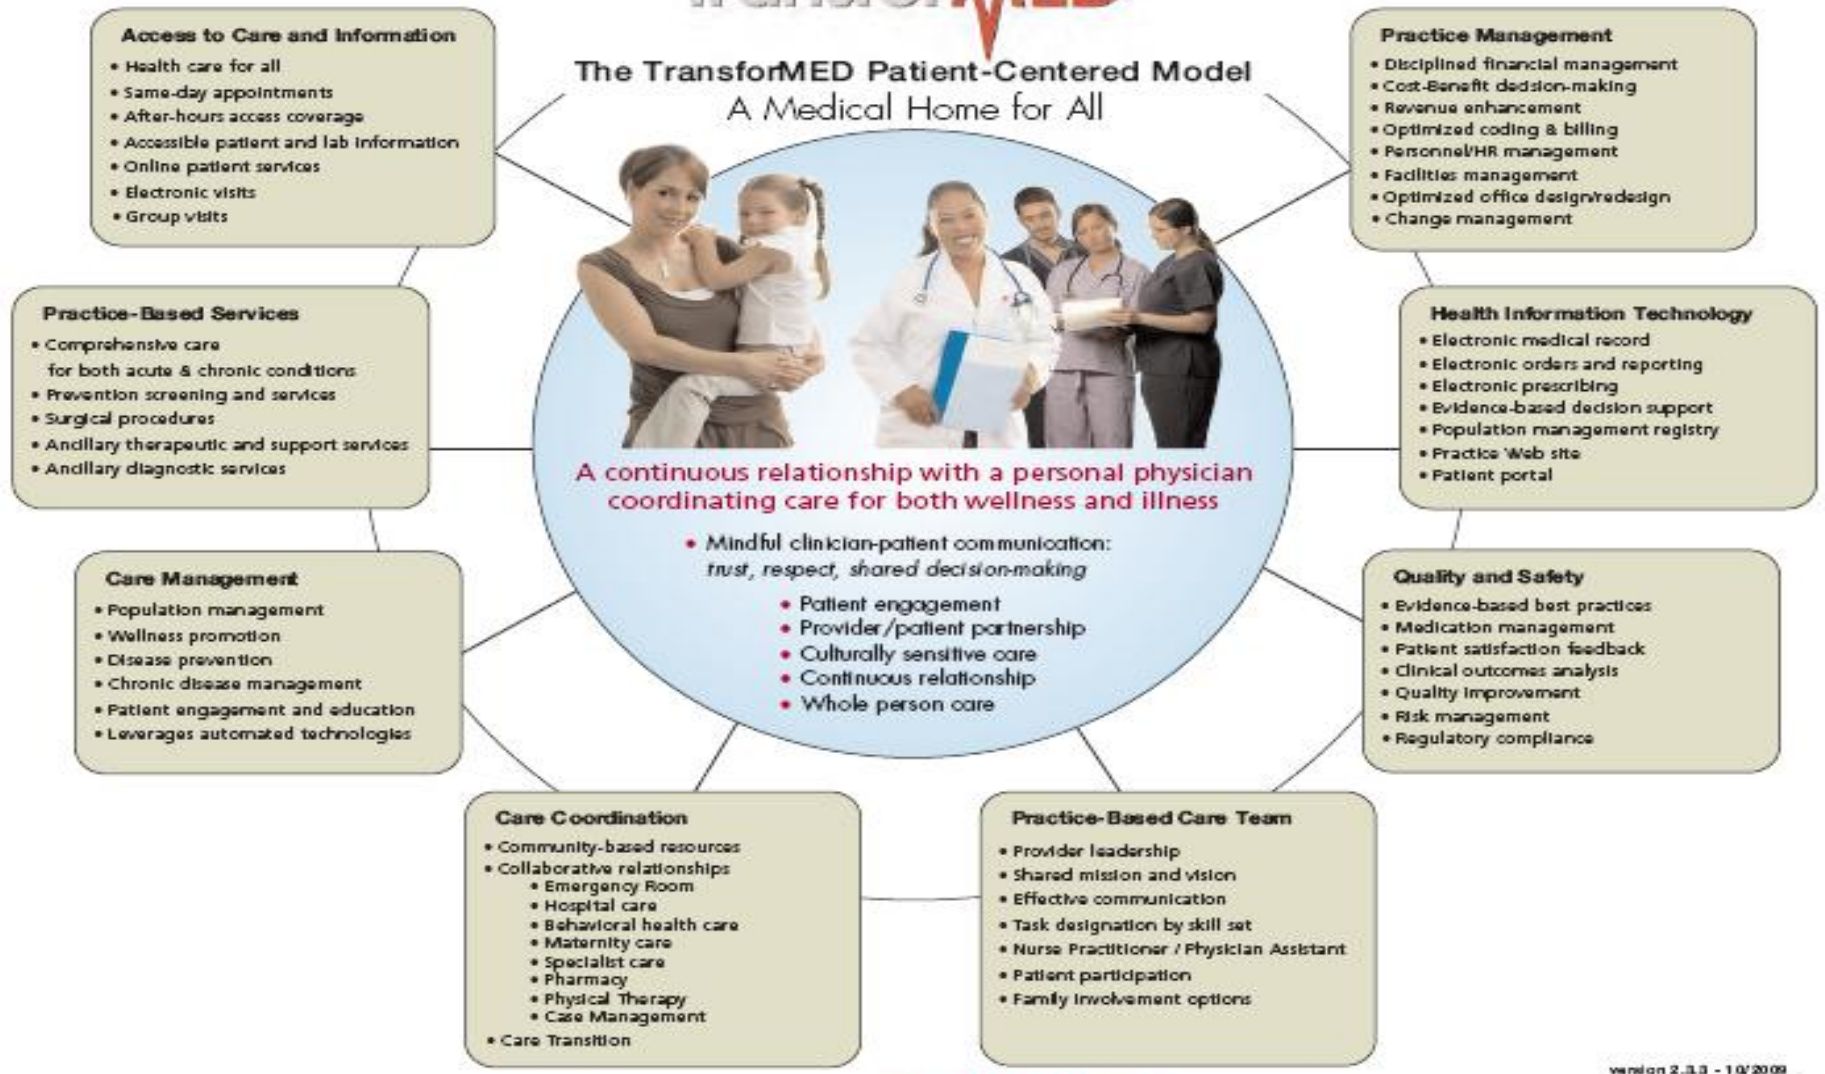 TransforMED
The TransforMED Patient-Centered Model
A Medical Home for All
Access to Care and Information
• Health care for all
• Same-day appointments
• After-hours access coverage
• Accessible patient and lab information
• Online patient services
• Electronic visits
• Group visits
Practice Management
• Disciplined financial management
• Cost-Benefit decision-making
• Revenue enhancement
• Optimized coding & billing
• Personnel/HR management
• Facilities management
• Optimized office design/redesign
• Change management
Practice-Based Services
• Comprehensive care
for both acute & chronic conditions
• Prevention screening and services
• Surgical procedures
• Ancillary therapeutic and support services
• Ancillary diagnostic services
Health Information Technology
• Electronic medical record
• Electronic orders and reporting
• Electronic prescribing
• Evidence-based decision support
• Population management registry
• Practice Web site
• Patient portal
A continuous relationship with a personal physician
coordinating care for both wellness and illness
• Mindful clinician-patient communication:
trust, respect, shared decision-making
• Patient engagement
• Provider/patient partnership
• Culturally sensitive care
• Continuous relationship
• Whole person care
Care Management
• Population management
• Wellness promotion
• Disease prevention
• Chronic disease management
• Patient engagement and education
• Leverages automated technologies
Quality and Safety
• Evidence-based best practices
• Medication management
• Patient satisfaction feedback
• Clinical outcomes analysis
• Quality improvement
• Risk management
• Regulatory compliance
Care Coordination
• Community-based resources
• Collaborative relationships
• Emergency Room
• Hospital care
• Behavioral health care
• Maternity care
• Specialist care
• Pharmacy
• Physical Therapy
• Case Management
• Care Transition
Practice-Based Care Team
• Provider leadership
• Shared mission and vision
• Effective communication
• Task designation by skill set
• Nurse Practitioner / Physician Assistant
• Patient participation
• Family involvement options
version 2.3.3 - 10/2009